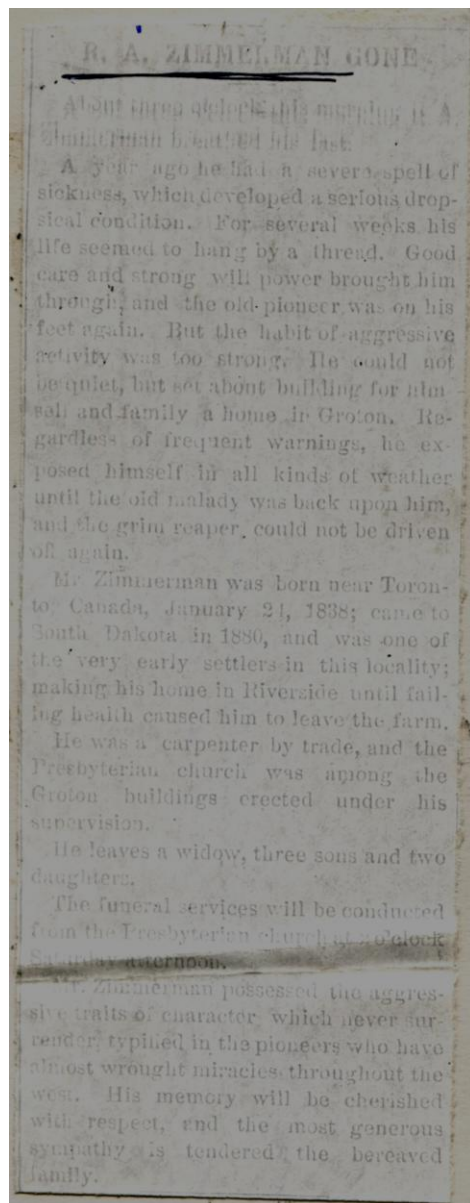 R. A. ZIMMELMAN GONE
About three o'clock this morning R. A.
Zimmerman breathed his last.
A year ago he had a severe spell of
sickness, which developed a serious drop-
sical condition. For several weeks his
life seemed to hang by a thread. Good
care and strong will power brought him
through, and the old pioneer was on his
feet again. But the habit of aggressive
activity was too strong. He could not
be quiet, but set about building for him-
self and family a home in Groton. Re-
gardless of frequent warnings, he ex-
posed himself in all kinds of weather
until the old malady was back upon him,
and the grim reaper could not be driven
off again.
Mr. Zimmerman was born near Toron-
to, Canada, January 24, 1838; came to
South Dakota in 1880, and was one of
the very early settlers in this locality;
making his home in Riverside until fail-
ing health caused him to leave the farm.
He was a carpenter by trade, and the
Presbyterian church was among the
Groton buildings erected under his
supervision.
He leaves a widow, three sons and two
daughters.
The funeral services will be conducted
from the Presbyterian church at o'clock
Saturday afternoon.
Mr. Zimmerman possessed the aggres-
sive traits of character which never sur-
render, typified in the pioneers who have
almost wrought miracles throughout the
west. His memory will be cherished
with respect, and the most generous
sympathy is tendered the bereaved
family.